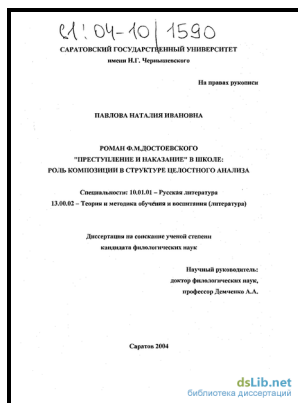 61:04-10/1590
САРАТОВСКИЙ ГОСУДАРСТВЕННЫЙ УНИВЕРСИТЕТ
имени Н.Г. Чернышевского
На правах рукописи
ПАВЛОВА НАТАЛИЯ ИВАНОВНА
РОМАН Ф.М.ДОСТОЕВСКОГО
"ПРЕСТУПЛЕНИЕ И НАКАЗАНИЕ" В ШКОЛЕ:
РОЛЬ КОМПОЗИЦИИ В СТРУКТУРЕ ЦЕЛОСТНОГО АНАЛИЗА
Специальности: 10.01.01 – Русская литература
13.00.02 – Теория и методика обучения и воспитания (литература)
Диссертация на соискание ученой степени
кандидата филологических наук
Научный руководитель:
доктор филологических наук,
профессор Демченко А.А.
Саратов 2004
dsLib.net
библиотека диссертаций